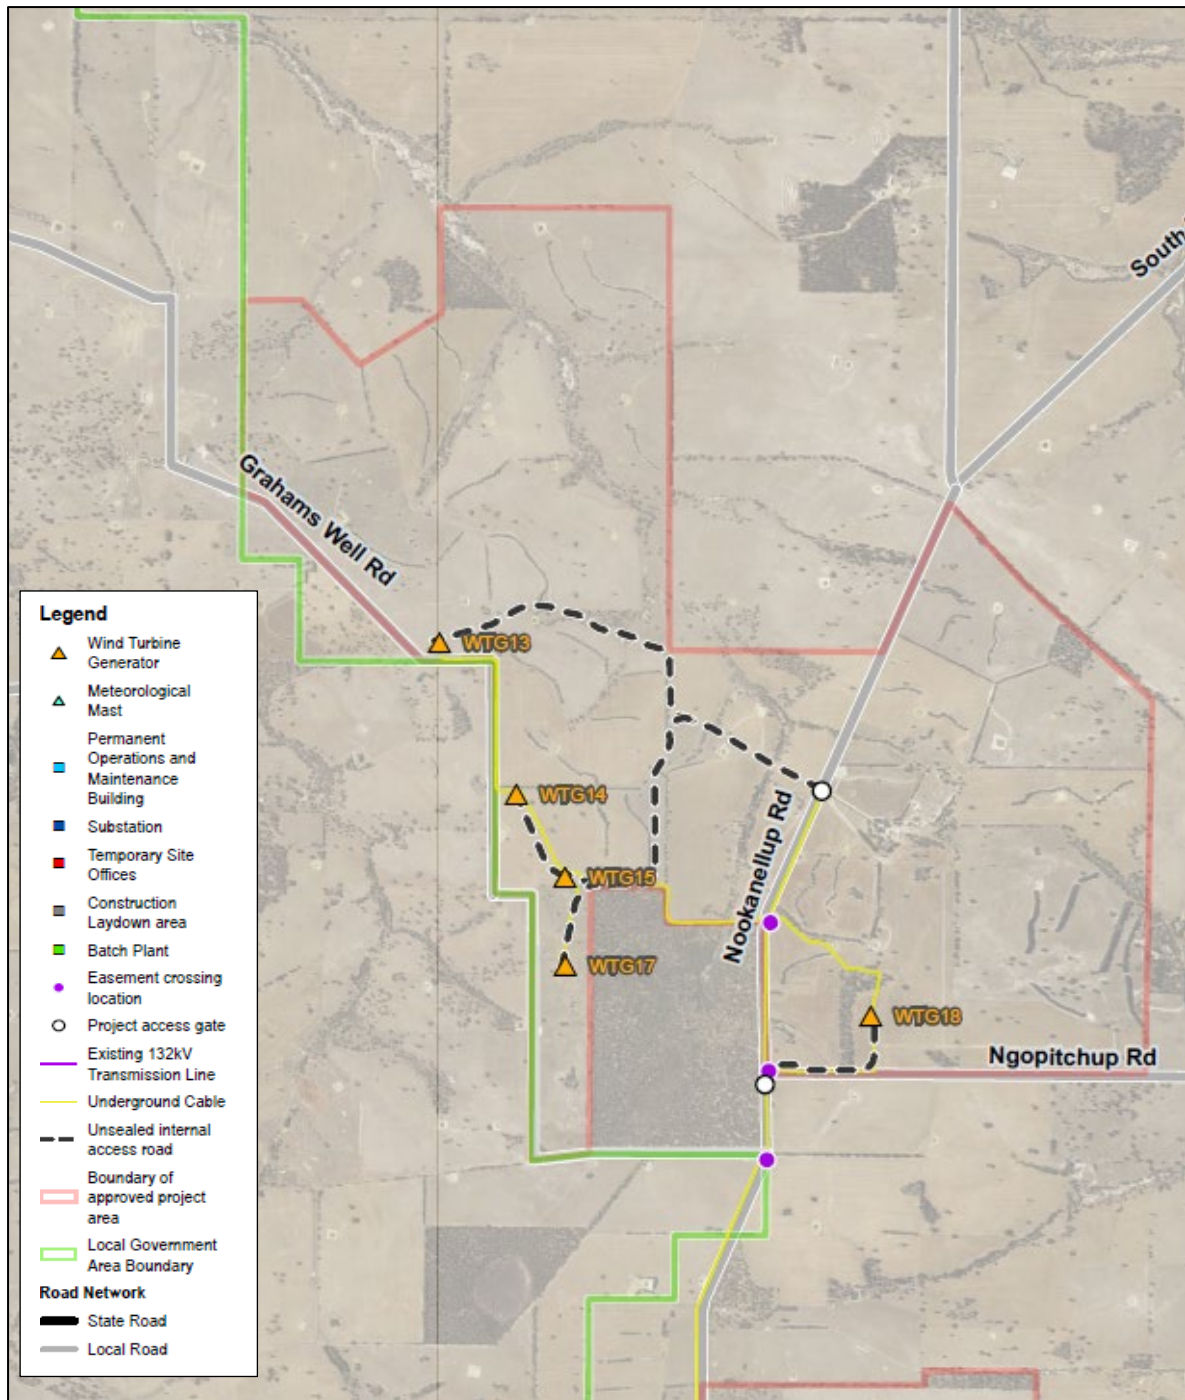 South
Grahams Well Rd
Legend
Wind Turbine
Generator
Meteorological
Mast
Permanent
Operations and
Maintenance
Building
Substation
Temporary Site
Offices
Construction
Laydown area
Batch Plant
Easement crossing
location
Project access gate
Existing 132kV
Transmission Line
Underground Cable
Unsealed internal
access road
Boundary of
approved project
area
Local Government
Area Boundary
Road Network
State Road
Local Road
WTG13
WTG14
WTG15
WTG17
Nookanellup Rd
WTG18
Ngopitchup Rd